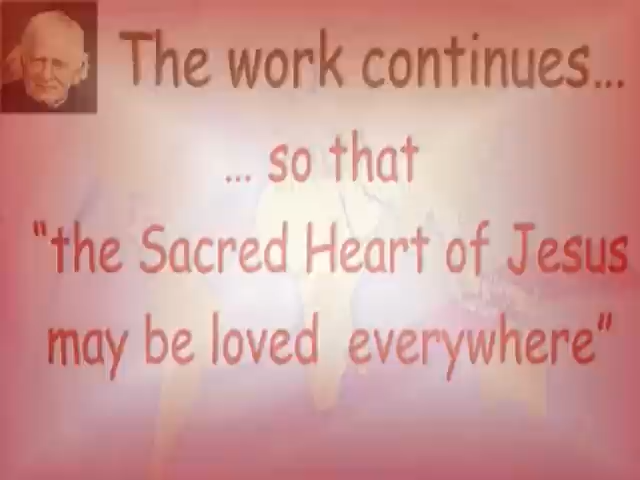 The work continues...
... so that
“the Sacred Heart of Jesus
may be loved everywhere”